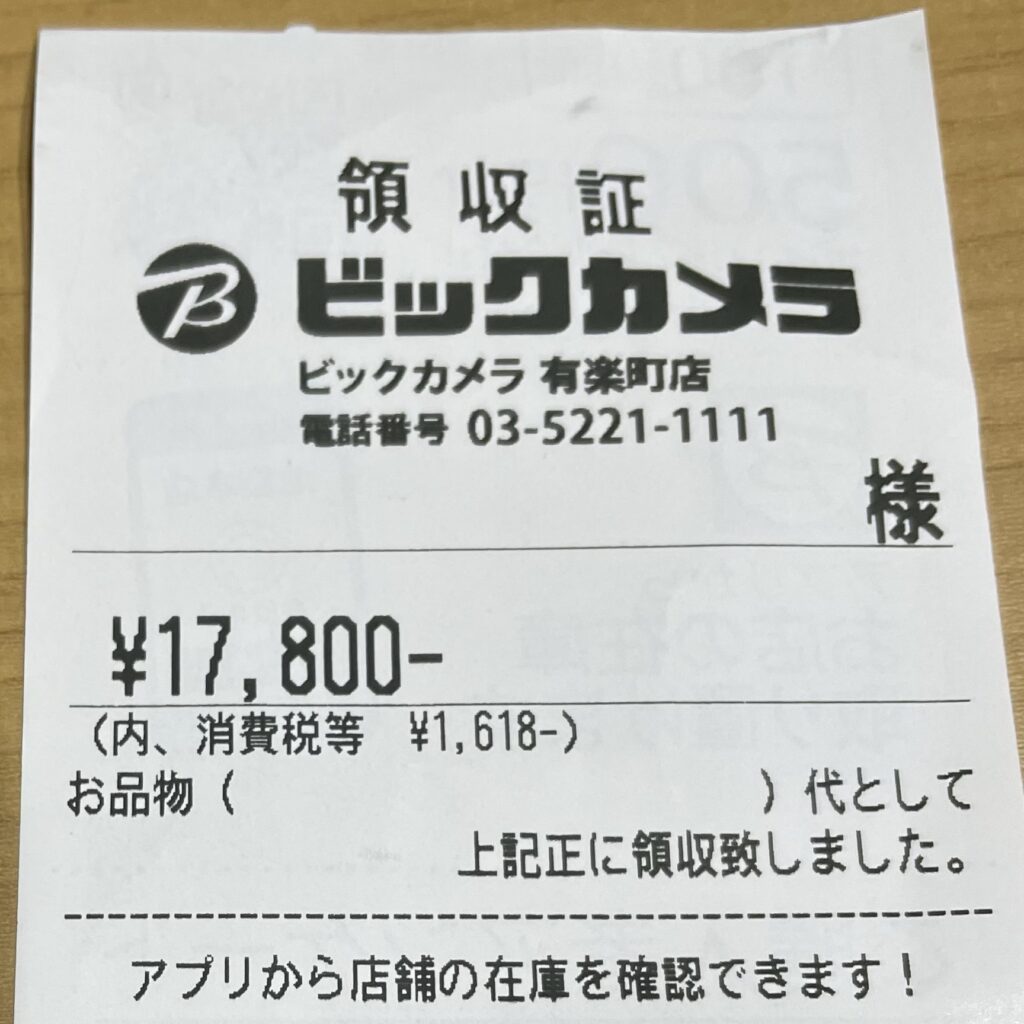 領収証
B ビックカメラ
ビックカメラ 有楽町店
電話番号 03-5221-1111
様
¥17,800-
(内、消費税等 ¥1,618-)
お品物 ( ) 代として
上記正に領収致しました。
アプリから店舗の在庫を確認できます!